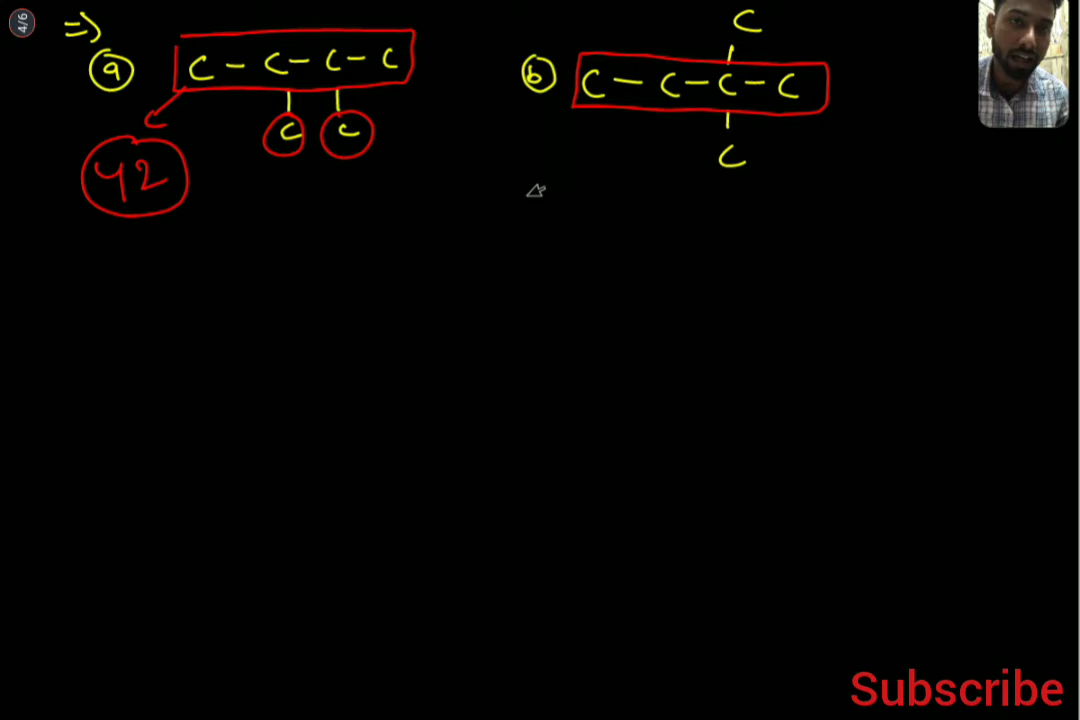 4/6
=>
(a) C - C - C - C
C C C
42
C
(b) C - C - C - C
C
Subscribe